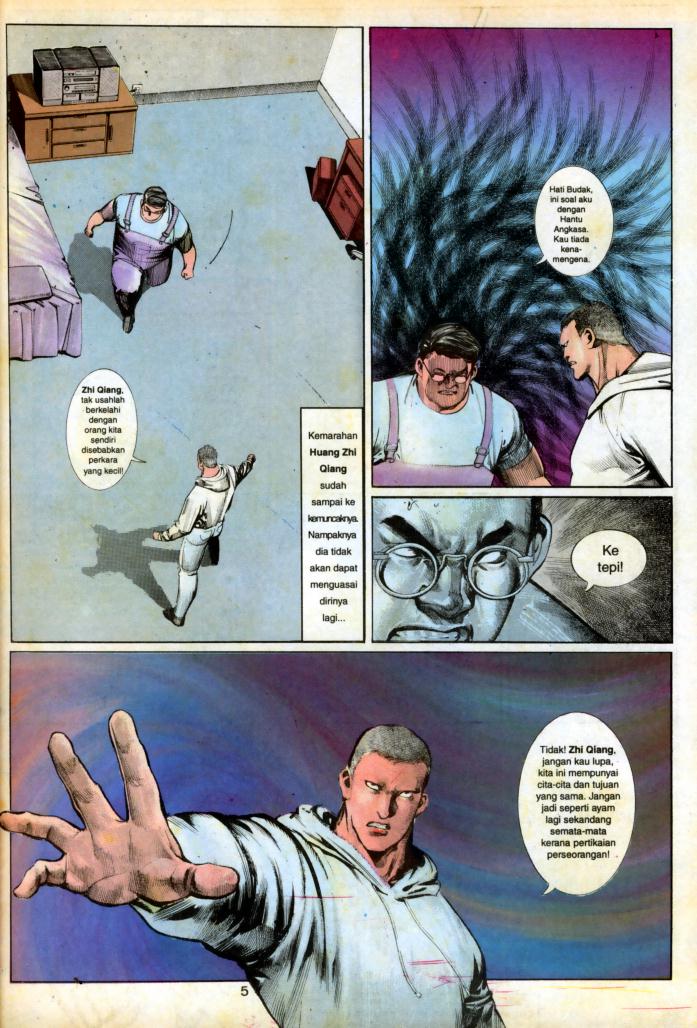 Zhi Qiang,
tak usahlah
berkelahi
dengan
orang kita
sendiri
disebabkan
perkara
yang kecil!
Kemarahan
Huang Zhi
Qiang
sudah
sampai ke
kemuncaknya.
Nampaknya
dia tidak
akan dapat
menguasai
dirinya
lagi...
Hati Budak,
ini soal aku
dengan
Hantu
Angkasa.
Kau tiada
kena-
mengena.
Ke
tepi!
Tidak! Zhi Qiang,
jangan kau lupa,
kita ini mempunyai
cita-cita dan tujuan
yang sama. Jangan
jadi seperti ayam
lagi sekandang
semata-mata
kerana pertikaian
perseorangan!
5